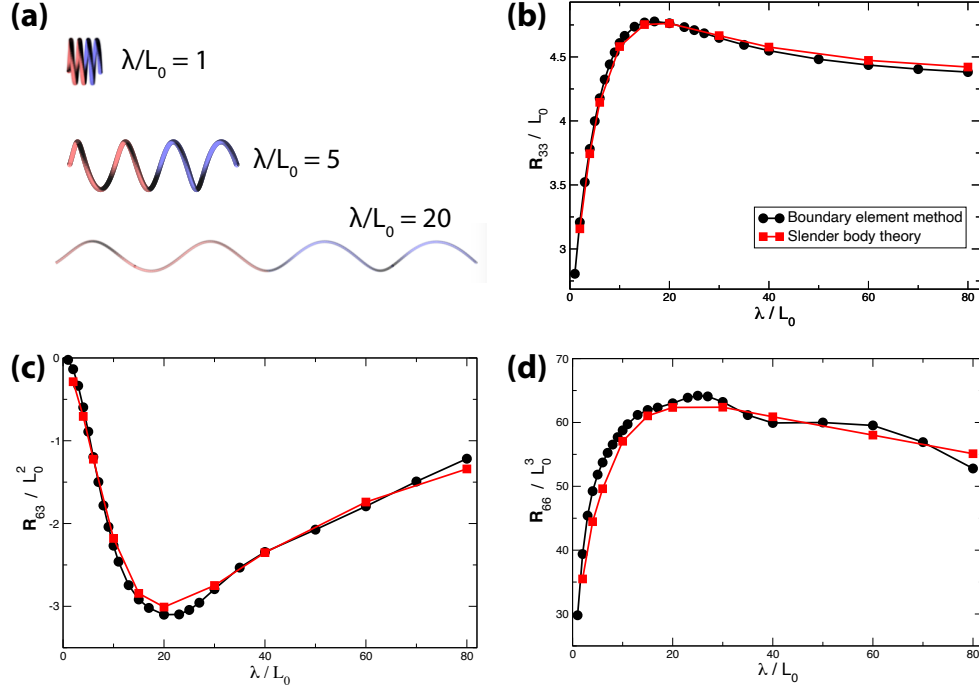 (a)
λ/L0 = 1
λ/L0 = 5
λ/L0 = 20
(b)
R33 / L0
4.5
4
3.5
3
Boundary element method
Slender body theory
0 20 40 60 80
λ / L0
(c)
R63 / L0^2
0
-1
-2
-3
0 20 40 60 80
λ / L0
(d)
R66 / L0^3
70
60
50
40
30
0 20 40 60 80
λ / L0